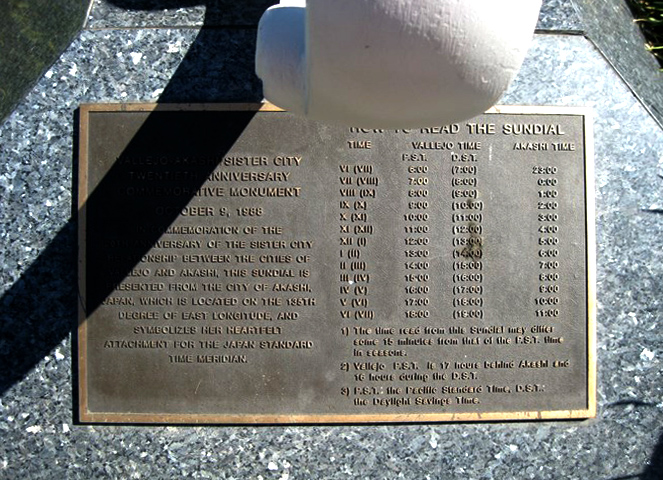 VALLEJO-AKASHI SISTER CITY
TWENTIETH ANNIVERSARY
COMMEMORATIVE MONUMENT
OCTOBER 9, 1988
COMMEMORATION OF THE
ANNIVERSARY OF THE SISTER CITY
RELATIONSHIP BETWEEN THE CITIES OF
VALLEJO AND AKASHI, THIS SUNDIAL IS
PRESENTED FROM THE CITY OF AKASHI,
JAPAN, WHICH IS LOCATED ON THE 135TH
DEGREE OF EAST LONGITUDE, AND
SYMBOLIZES HER HEARTFELT
ATTACHMENT FOR THE JAPAN STANDARD
TIME MERIDIAN.
HOW TO READ THE SUNDIAL
TIME VALLEJO TIME AKASHI TIME
P.S.T. D.S.T.
VI (VII) 6:00 (7:00) 23:00
VII (VIII) 7:00 (8:00) 0:00
VIII (IX) 8:00 (9:00) 1:00
IX (X) 9:00 (10:00) 2:00
X (XI) 10:00 (11:00) 3:00
XI (XII) 11:00 (12:00) 4:00
XII (I) 12:00 (13:00) 5:00
I (II) 13:00 (14:00) 6:00
II (III) 14:00 (15:00) 7:00
III (IV) 15:00 (16:00) 8:00
IV (V) 16:00 (17:00) 9:00
V (VI) 17:00 (18:00) 10:00
VI (VII) 18:00 (19:00) 11:00
1) The time read from this Sundial may differ
some 15 minutes from that of the P.S.T. time
in seasons.
2) Vallejo P.S.T. is 17 hours behind Akashi and
16 hours during the D.S.T.
3) P.S.T.: the Pacific Standard Time, D.S.T.:
the Daylight Savings Time.